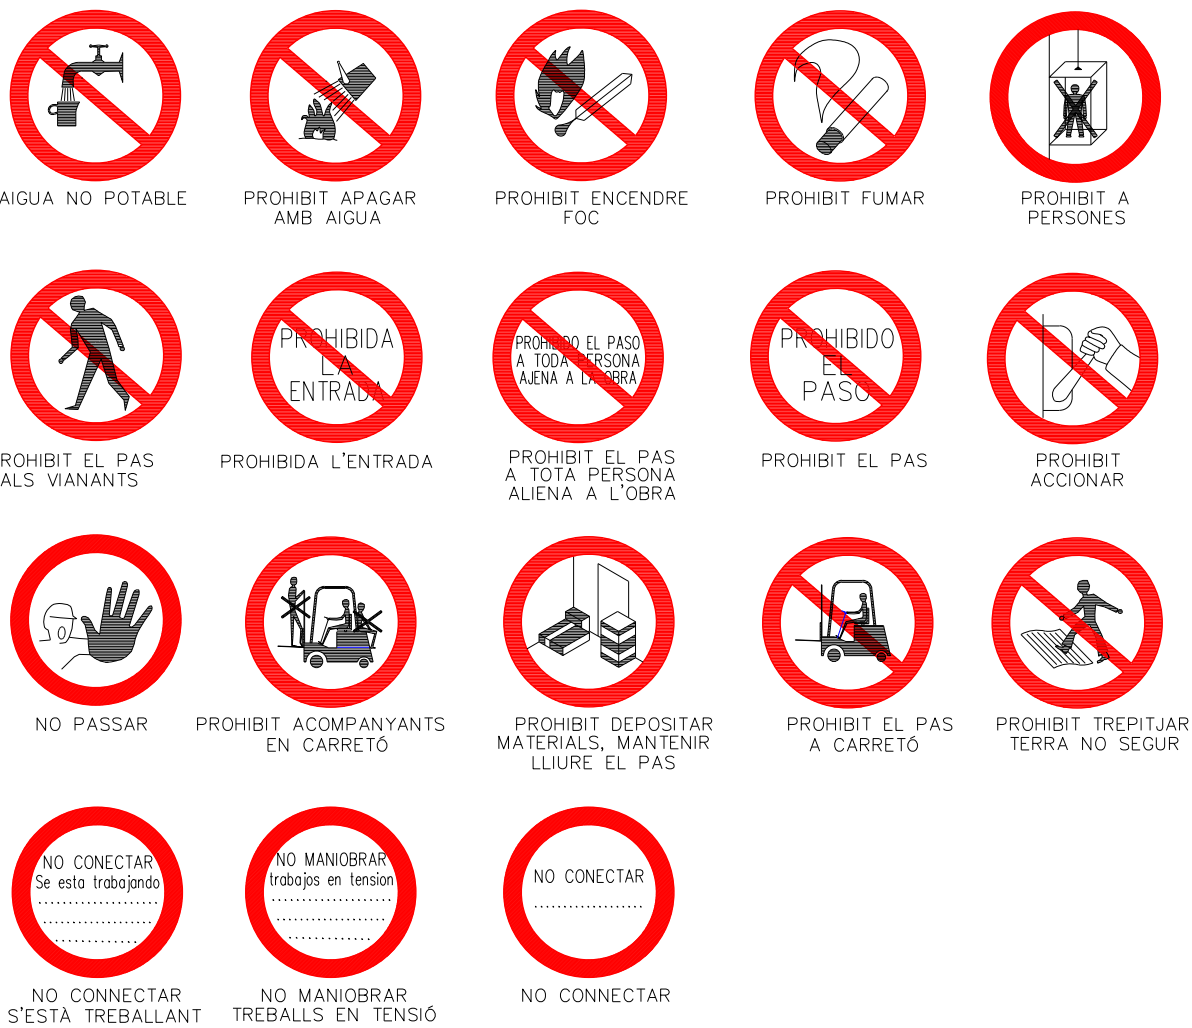 AIGUA NO POTABLE
PROHIBIT APAGAR
AMB AIGUA
PROHIBIT ENCENDRE
FOC
PROHIBIT FUMAR
PROHIBIT A
PERSONES
ROHIBIT EL PAS
ALS VIANANTS
PROHIBIDA
LA
ENTRADA
PROHIBIDA L'ENTRADA
PROHIBIDO EL PASO
A TODA PERSONA
AJENA A LA OBRA
PROHIBIT EL PAS
A TOTA PERSONA
ALIENA A L'OBRA
PROHIBIDO
EL
PASO
PROHIBIT EL PAS
PROHIBIT
ACCIONAR
NO PASSAR
PROHIBIT ACOMPANYANTS
EN CARRETÓ
PROHIBIT DEPOSITAR
MATERIALS, MANTENIR
LLIURE EL PAS
PROHIBIT EL PAS
A CARRETÓ
PROHIBIT TREPITJAR
TERRA NO SEGUR
NO CONECTAR
Se esta trabajando
NO CONNECTAR
S'ESTÀ TREBALLANT
NO MANIOBRAR
trabajos en tension
NO MANIOBRAR
TREBALLS EN TENSIÓ
NO CONECTAR
NO CONNECTAR